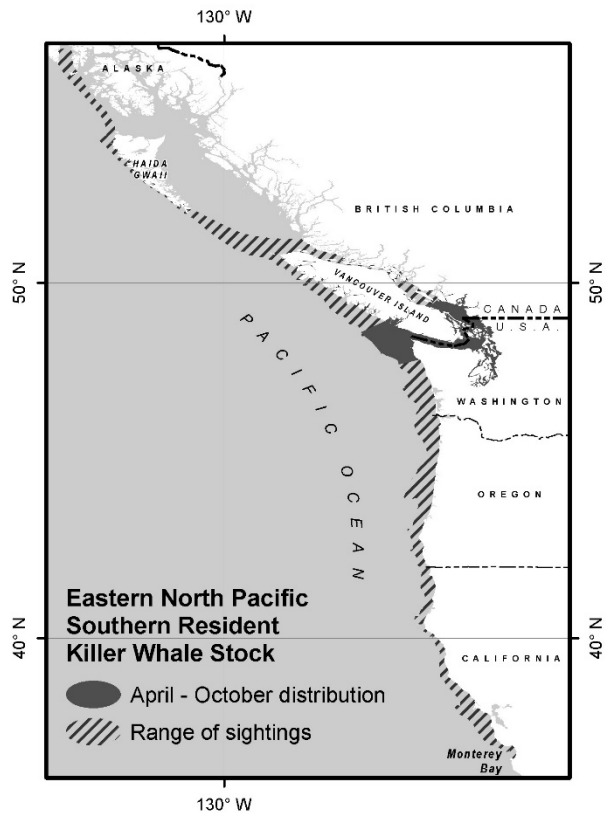 130° W
ALASKA
HAIDA
GWAII
BRITISH COLUMBIA
50° N
VANCOUVER ISLAND
CANADA
U.S.A.
PACIFIC OCEAN
WASHINGTON
OREGON
Eastern North Pacific
Southern Resident
Killer Whale Stock
40° N
40° N
CALIFORNIA
April - October distribution
Range of sightings
Monterey
Bay
50° N
130° W